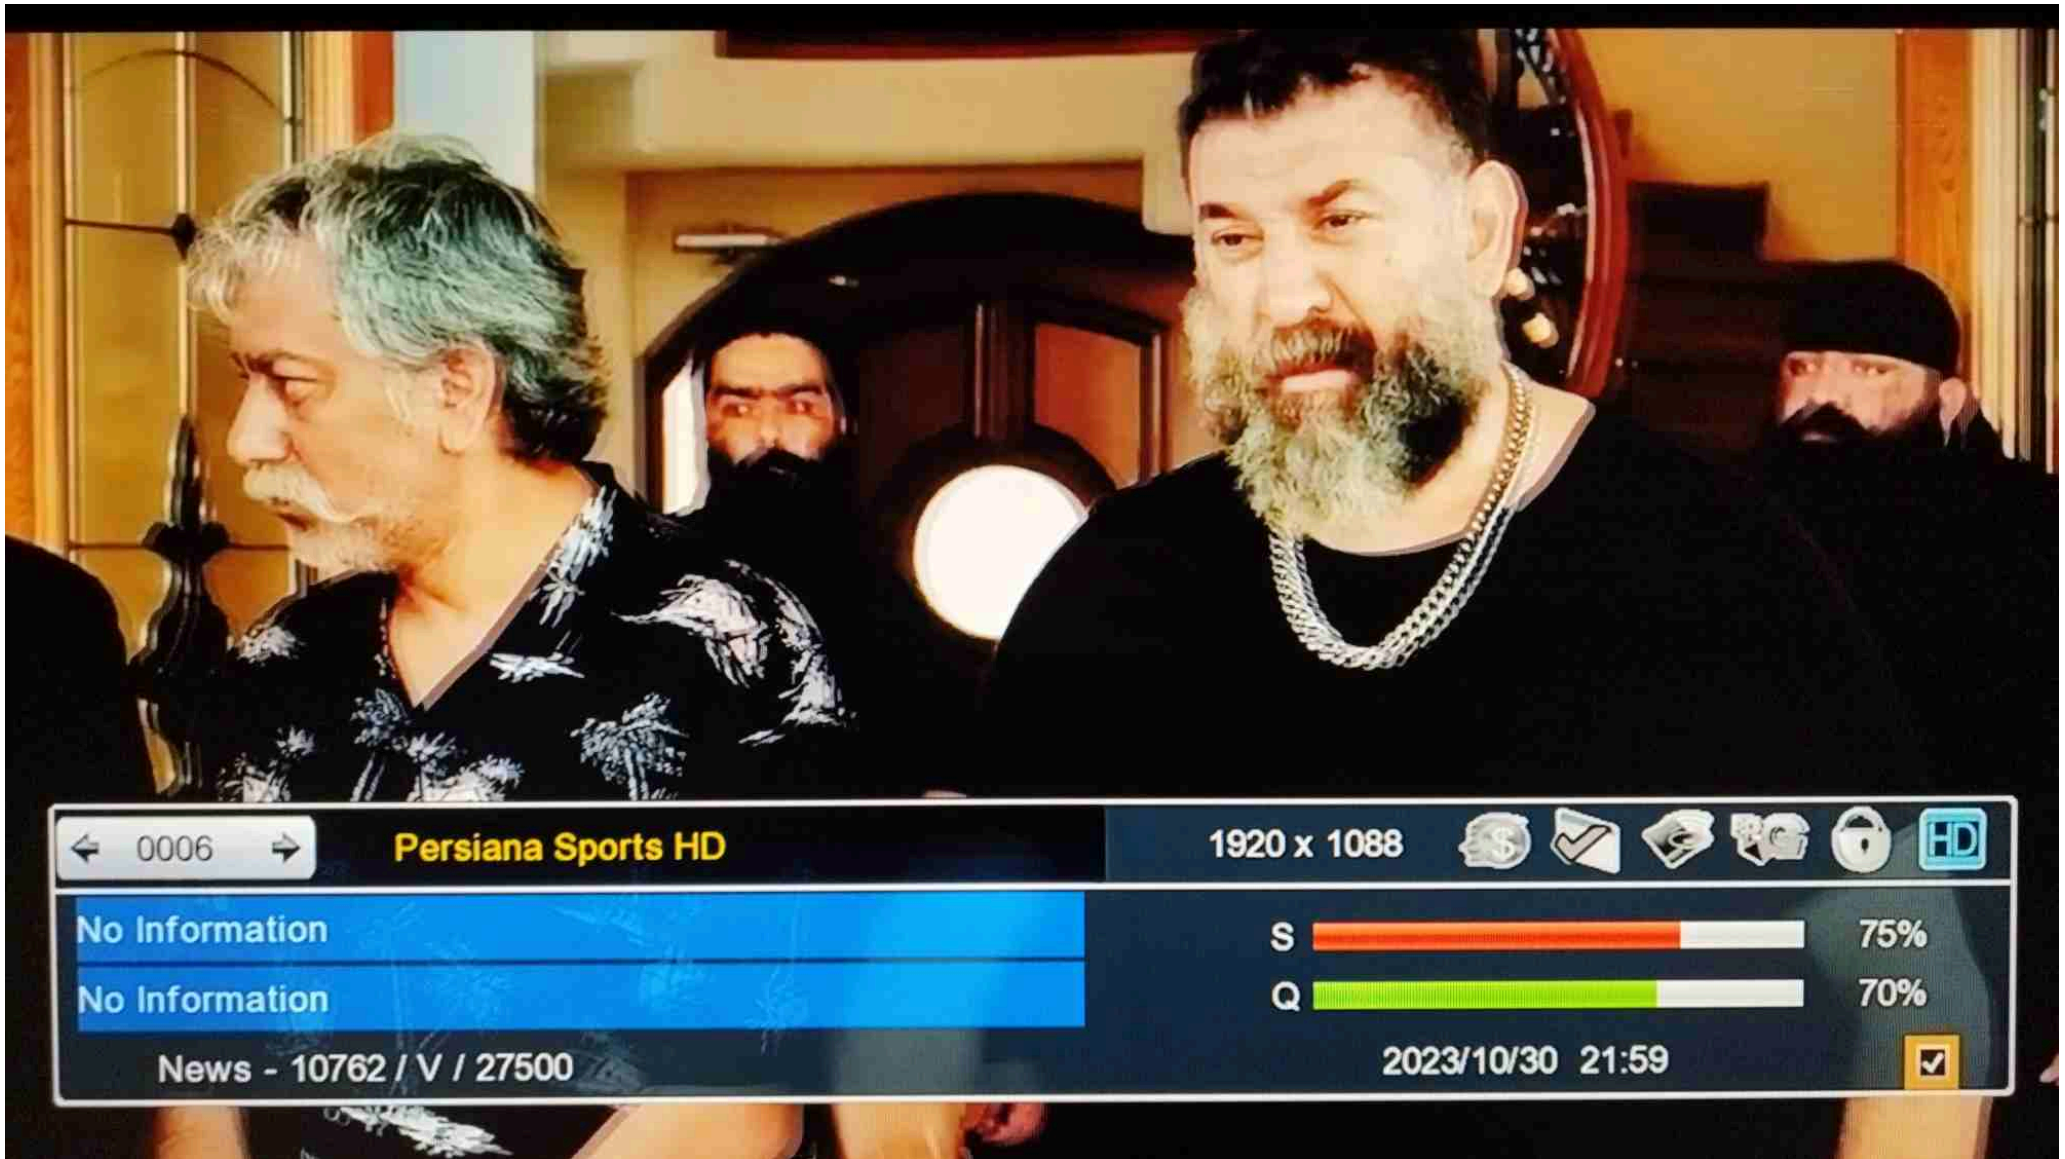 0006
Persiana Sports HD
1920 x 1088
HD
No Information
No Information
S 75%
Q 70%
News - 10762 / V / 27500
2023/10/30 21:59